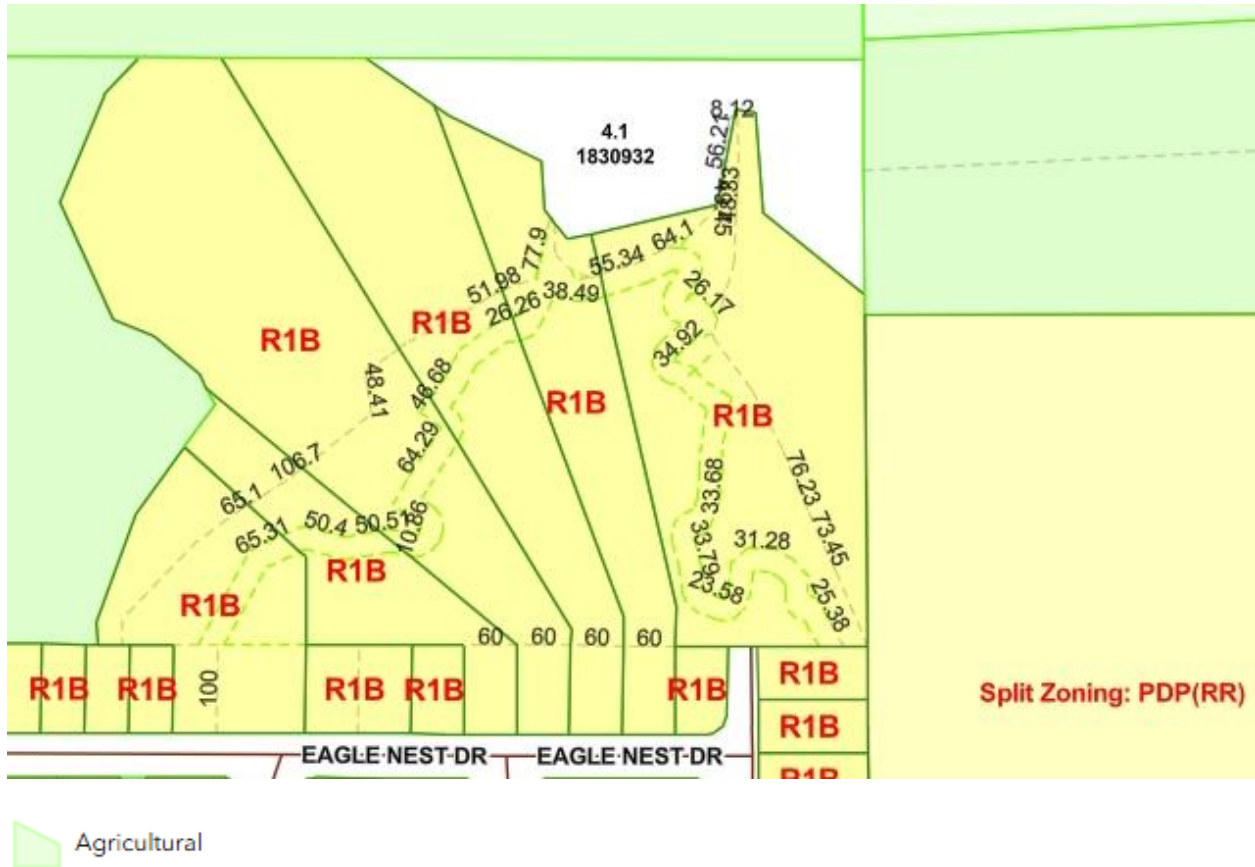 8.12
4.1
1830932
56.21
48.83
77.9
64.1
55.34
51.98
38.49
26.17
26.26
R1B
R1B
34.92
48.41
46.68
R1B
R1B
64.29
106.7
76.23
33.68
65.1
50.4
50.51
10.86
73.45
65.31
31.28
33.79
R1B
23.58
25.38
R1B
60
60
60
60
100
R1B
R1B
R1B
R1B
R1B
R1B
Split Zoning: PDP(RR)
R1B
EAGLE NEST DR
EAGLE NEST DR
R1B
Agricultural